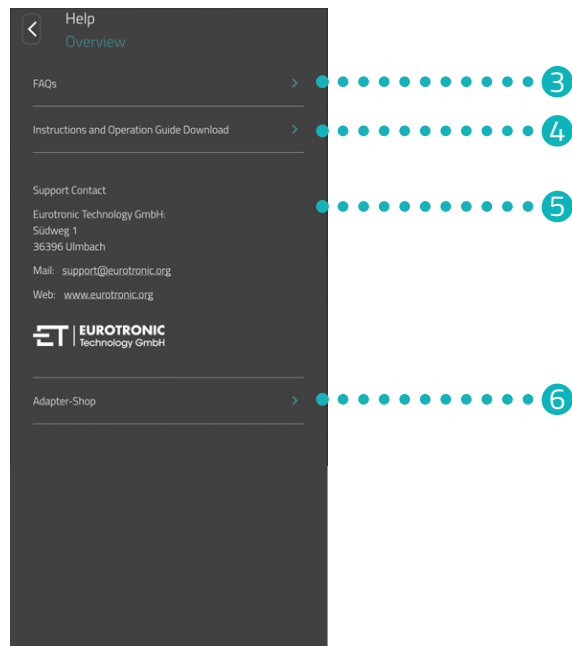 Help
Overview
FAQs
3
Instructions and Operation Guide Download
4
Support Contact
5
Eurotronic Technology GmbH:
Südweg 1
36396 Ulmbach
Mail: support@eurotronic.org
Web: www.eurotronic.org
ET EUROTRONIC
Technology GmbH
Adapter-Shop
6